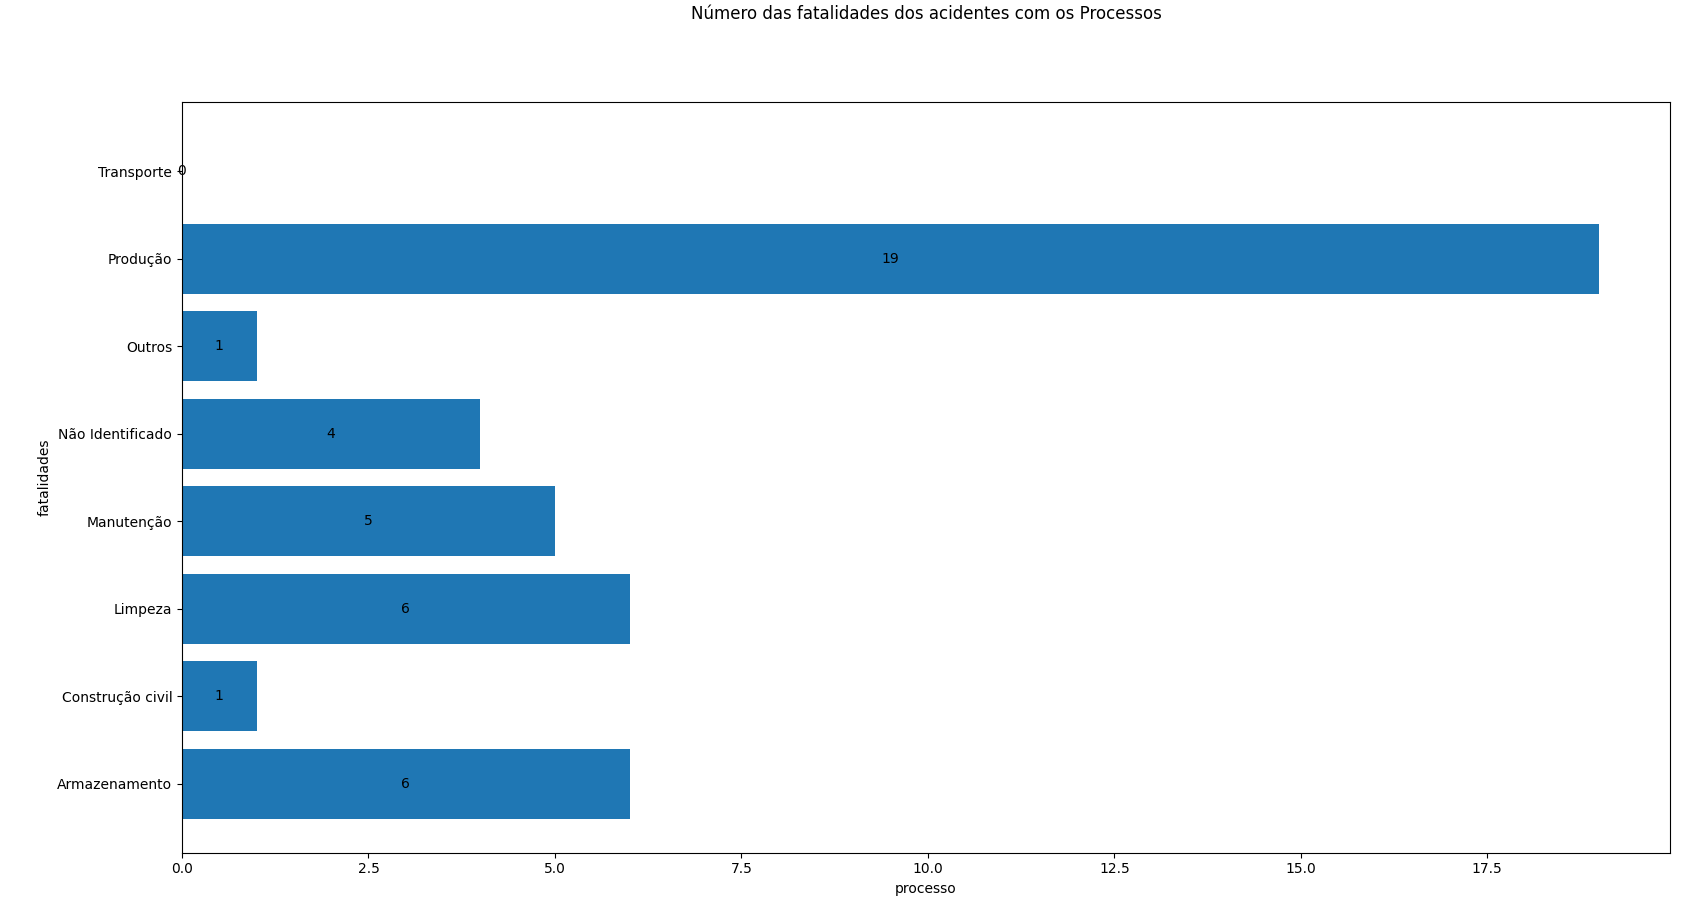 Número das fatalidades dos acidentes com os Processos
Transporte 0
Produção 19
Outros 1
Não Identificado 4
fatalidades
Manutenção 5
Limpeza 6
Construção civil 1
Armazenamento 6
0.0 2.5 5.0 7.5 10.0 12.5 15.0 17.5
processo